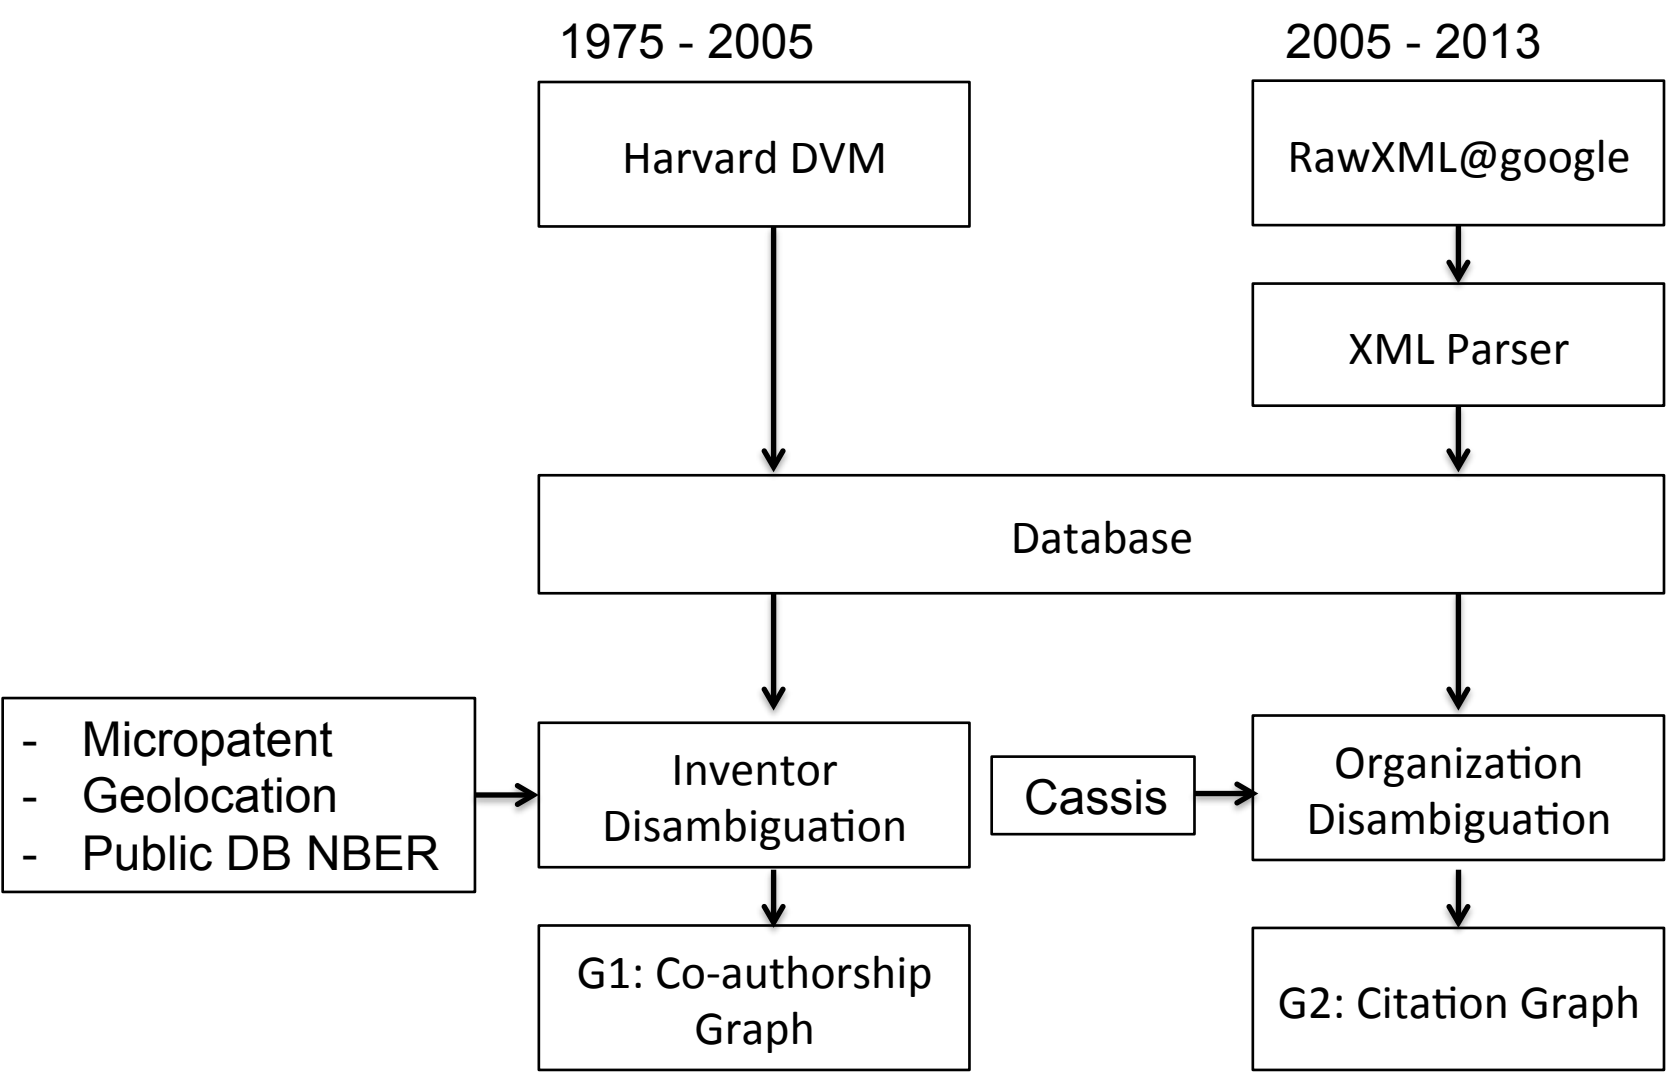 1975 - 2005
2005 - 2013
Harvard DVM
RawXML@google
XML Parser
Database
- Micropatent
- Geolocation
- Public DB NBER
Inventor
Disambiguation
Cassis
Organization
Disambiguation
G1: Co-authorship
Graph
G2: Citation Graph